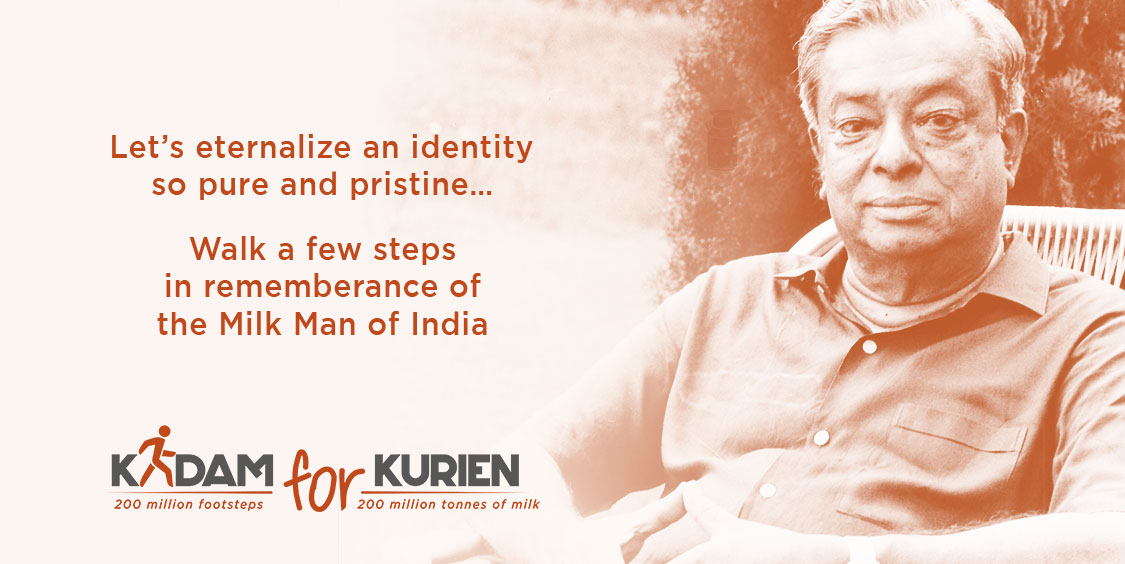 Let’s eternalize an identity
so pure and pristine...
Walk a few steps
in rememberance of
the Milk Man of India
KADAM for KURIEN
200 million footsteps 200 million tonnes of milk